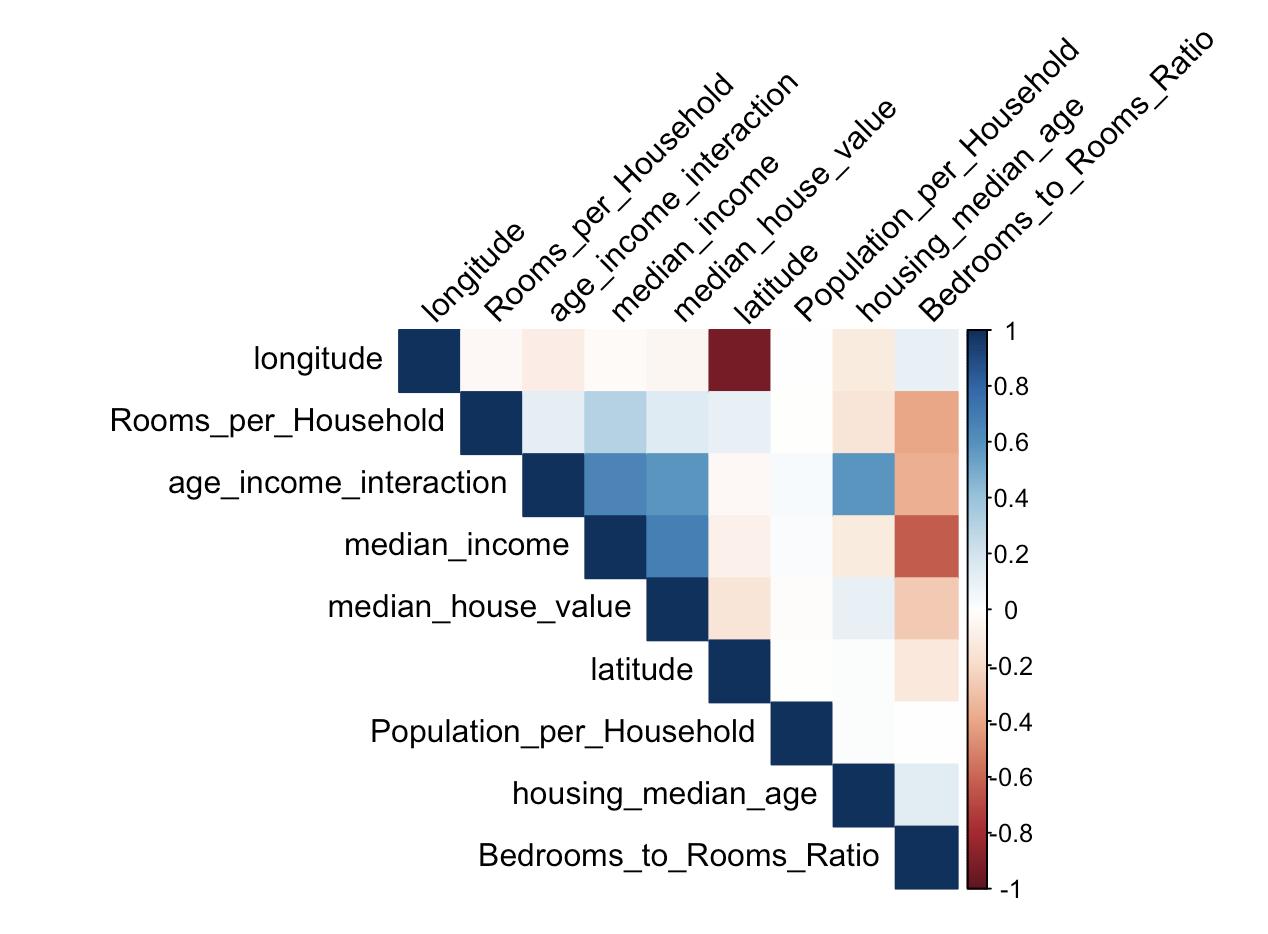 longitude
Rooms_per_Household
age_income_interaction
median_income
median_house_value
latitude
Population_per_Household
housing_median_age
Bedrooms_to_Rooms_Ratio
longitude
Rooms_per_Household
age_income_interaction
median_income
median_house_value
latitude
Population_per_Household
housing_median_age
Bedrooms_to_Rooms_Ratio
1
0.8
0.6
0.4
0.2
0
-0.2
-0.4
-0.6
-0.8
-1